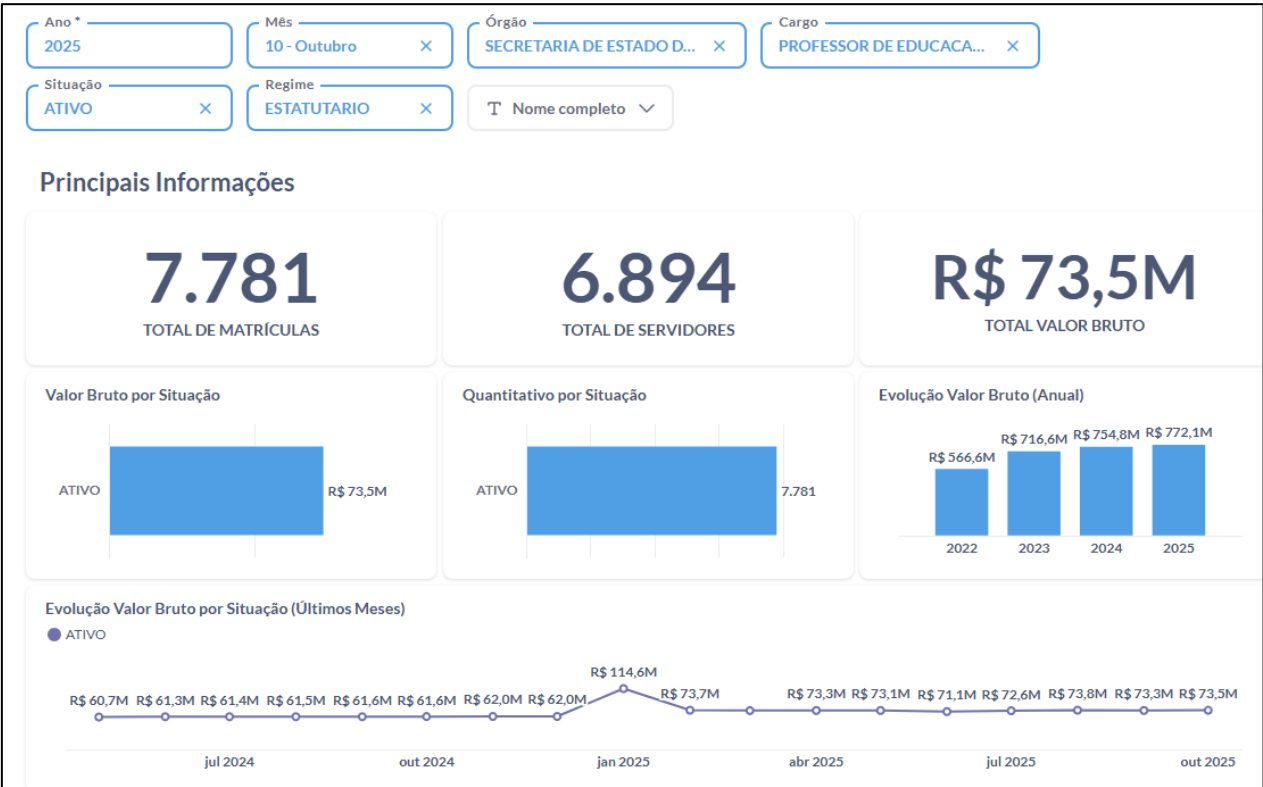 Ano *
2025
Mês
10 - Outubro
Órgão
SECRETARIA DE ESTADO D...
Cargo
PROFESSOR DE EDUCACA...
Situação
ATIVO
Regime
ESTATUTARIO
T Nome completo
Principais Informações
7.781
TOTAL DE MATRÍCULAS
6.894
TOTAL DE SERVIDORES
R$ 73,5M
TOTAL VALOR BRUTO
Valor Bruto por Situação
ATIVO
R$ 73,5M
Quantitativo por Situação
ATIVO
7.781
Evolução Valor Bruto (Anual)
R$ 566,6M R$ 716,6M R$ 754,8M R$ 772,1M
2022 2023 2024 2025
Evolução Valor Bruto por Situação (Últimos Meses)
ATIVO
R$ 60,7M R$ 61,3M R$ 61,4M R$ 61,5M R$ 61,6M R$ 61,6M R$ 62,0M R$ 62,0M R$ 114,6M R$ 73,7M R$ 73,3M R$ 73,1M R$ 71,1M R$ 72,6M R$ 73,8M R$ 73,3M R$ 73,5M
jul 2024 out 2024 jan 2025 abr 2025 jul 2025 out 2025